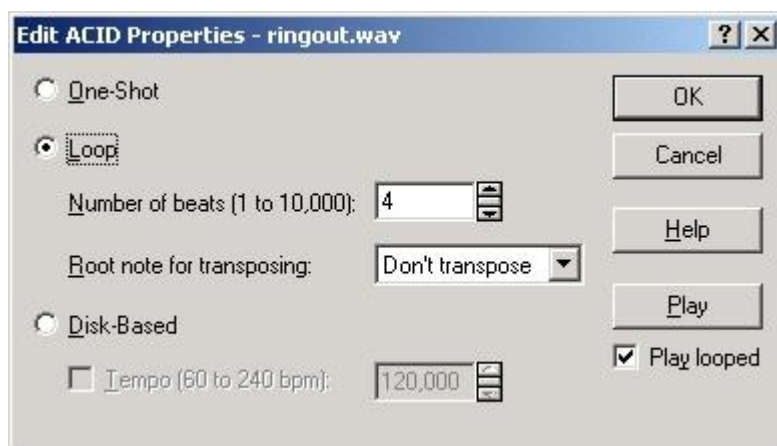 Edit ACID Properties - ringout.wav
One-Shot
OK
Loop
Cancel
Number of beats (1 to 10,000): 4
Help
Root note for transposing: Don't transpose
Disk-Based
Play
Play looped
Tempo (60 to 240 bpm): 120,000